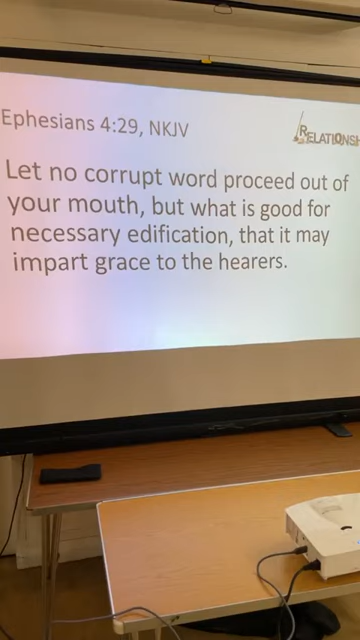 Ephesians 4:29, NKJV
RELATIONSH
Let no corrupt word proceed out of
your mouth, but what is good for
necessary edification, that it may
impart grace to the hearers.